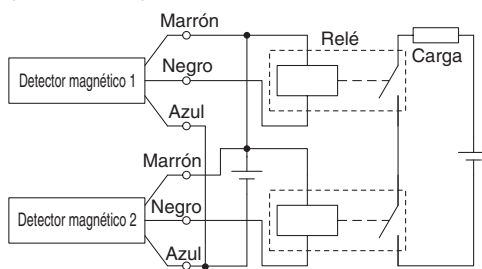 Marrón
Relé
Carga
Detector magnético 1
Negro
Azul
Marrón
Detector magnético 2
Negro
Azul